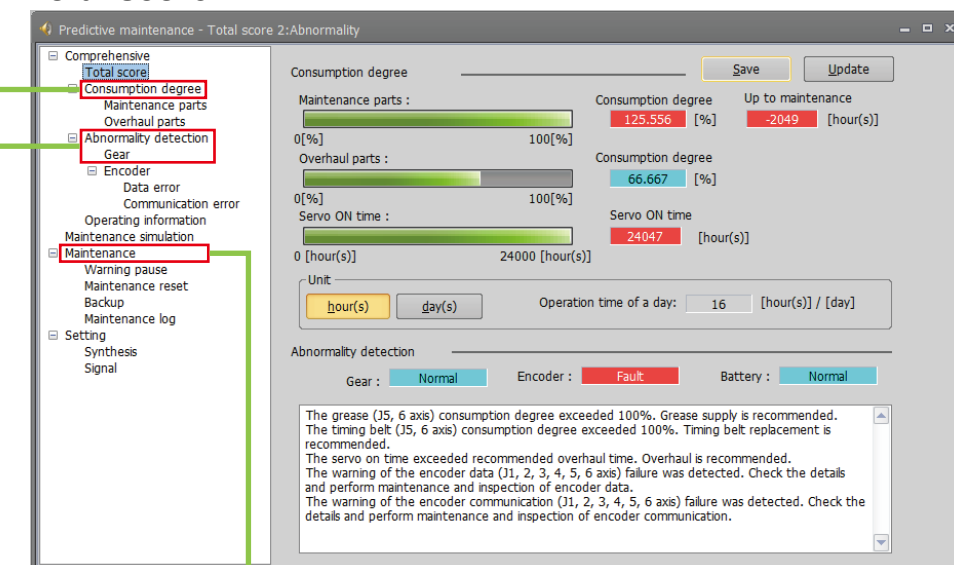 Predictive maintenance - Total score 2:Abnormality
Comprehensive
Total score
Consumption degree
Maintenance parts
Overhaul parts
Abnormality detection
Gear
Encoder
Data error
Communication error
Operating information
Maintenance simulation
Maintenance
Warning pause
Maintenance reset
Backup
Maintenance log
Setting
Synthesis
Signal
Consumption degree
Save
Update
Maintenance parts :
Consumption degree
Up to maintenance
125.556 [%]
-2049 [hour(s)]
0[%] 100[%]
Overhaul parts :
Consumption degree
66.667 [%]
0[%] 100[%]
Servo ON time :
Servo ON time
24047 [hour(s)]
0 [hour(s)] 24000 [hour(s)]
Unit
hour(s) day(s) Operation time of a day: 16 [hour(s)] / [day]
Abnormality detection
Gear : Normal Encoder : Fault Battery : Normal
The grease (J5, 6 axis) consumption degree exceeded 100%. Grease supply is recommended.
The timing belt (J5, 6 axis) consumption degree exceeded 100%. Timing belt replacement is
recommended.
The servo on time exceeded recommended overhaul time. Overhaul is recommended.
The warning of the encoder data (J1, 2, 3, 4, 5, 6 axis) failure was detected. Check the details
and perform maintenance and inspection of encoder data.
The warning of the encoder communication (J1, 2, 3, 4, 5, 6 axis) failure was detected. Check the
details and perform maintenance and inspection of encoder communication.